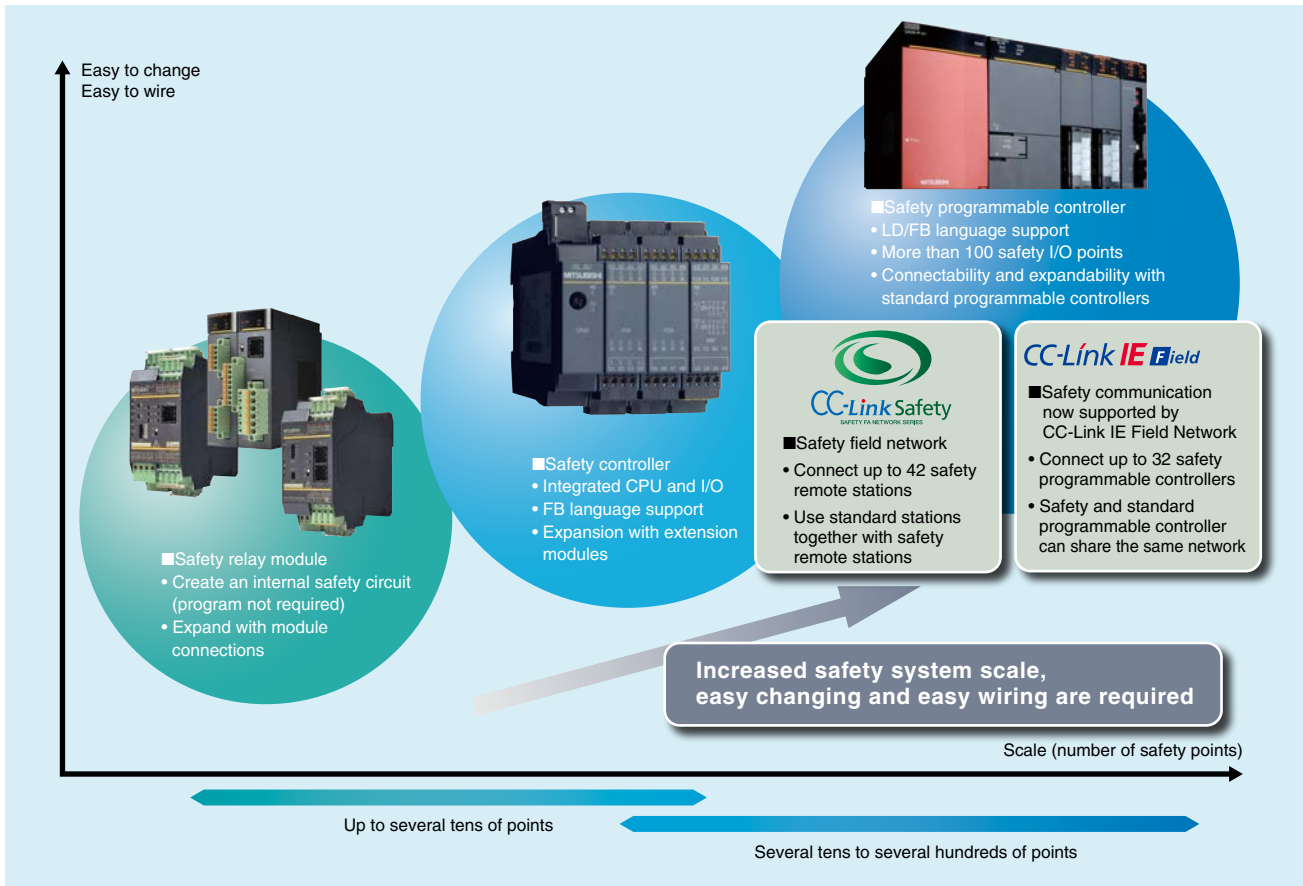 Easy to change
Easy to wire
MITSUBISHI
■Safety programmable controller
• LD/FB language support
• More than 100 safety I/O points
• Connectability and expandability with
standard programmable controllers
MITSUBISHI
■Safety controller
• Integrated CPU and I/O
• FB language support
• Expansion with extension
modules
■Safety relay module
• Create an internal safety circuit
(program not required)
• Expand with module
connections
CC-Link Safety
SAFETY FA NETWORK SERIES
■Safety field network
• Connect up to 42 safety
remote stations
• Use standard stations
together with safety
remote stations
CC-Link IE Field
■Safety communication
now supported by
CC-Link IE Field Network
• Connect up to 32 safety
programmable controllers
• Safety and standard
programmable controller
can share the same network
Increased safety system scale,
easy changing and easy wiring are required
Scale (number of safety points)
Up to several tens of points
Several tens to several hundreds of points